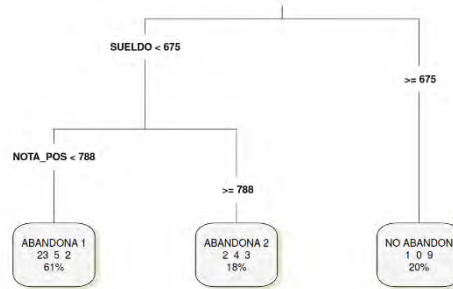 SUELDO < 675
>= 675
NOTA_POS < 788
>= 788
ABANDONA 1
23 5 2
61%
ABANDONA 2
2 4 3
18%
NO ABANDON
1 0 9
20%